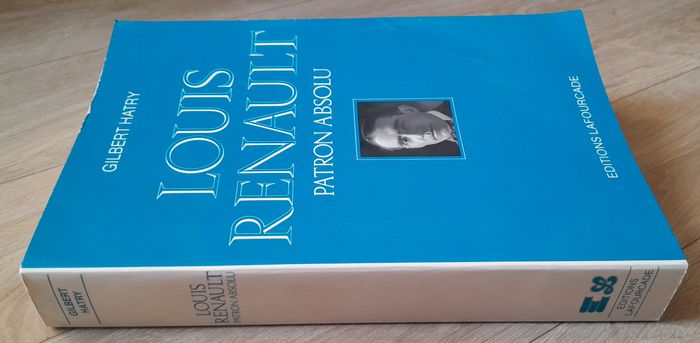 GILBERT HATRY
LOUIS
RENAULT
PATRON ABSOLU
EDITIONS LAFOURCADE
GILBERT
HATRY
LOUIS
RENAULT
PATRON ABSOLU
EDITIONS
LAFOURCADE